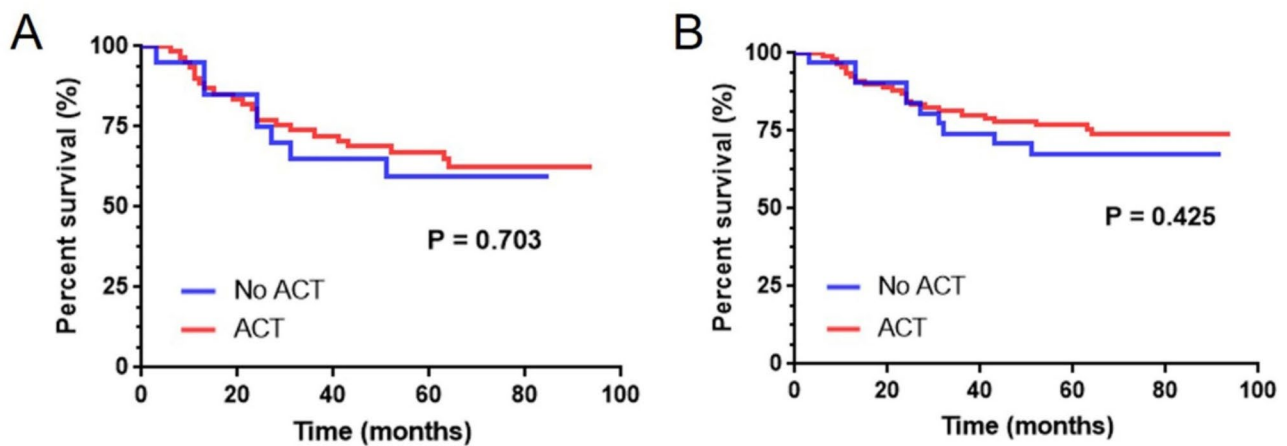 A
Percent survival (%)
100
75
50
25
0
P = 0.703
No ACT
ACT
0 20 40 60 80 100
Time (months)
B
Percent survival (%)
100
75
50
25
0
P = 0.425
No ACT
ACT
0 20 40 60 80 100
Time (months)